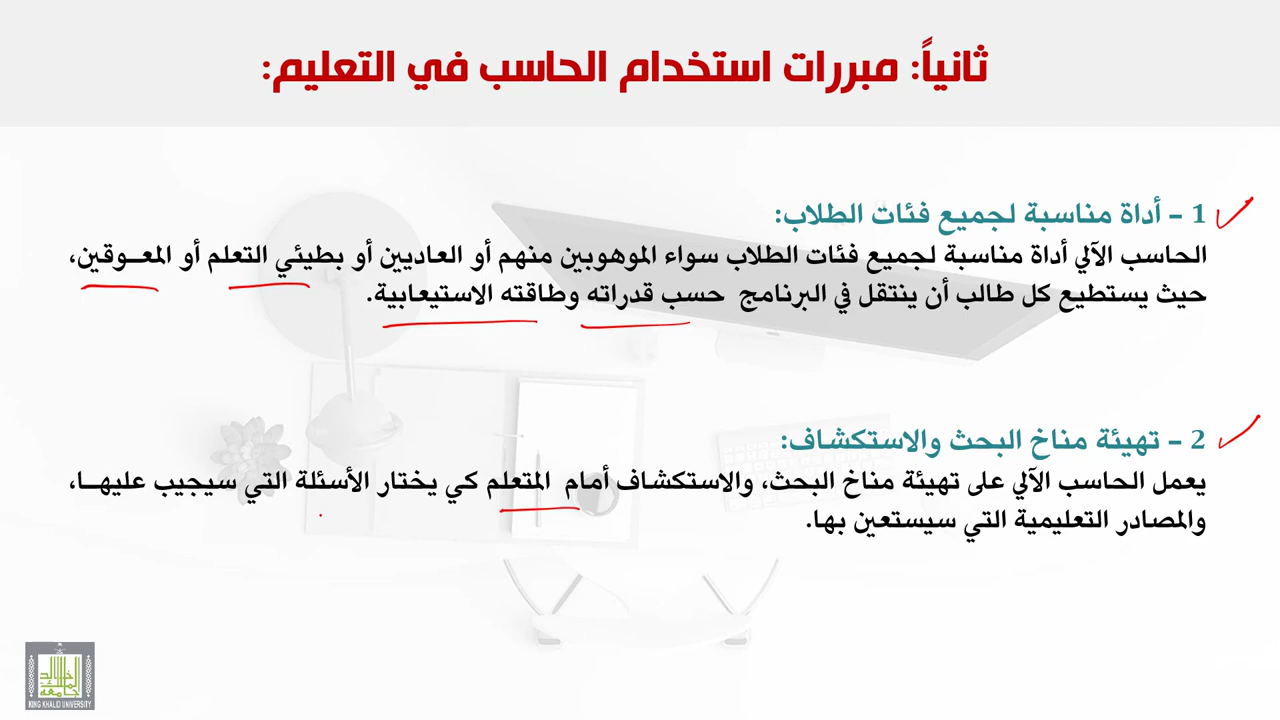 ثانياً: مبررات استخدام الحاسب في التعليم:
1 – أداة مناسبة لجميع فئات الطلاب:
الحاسب الآلي أداة مناسبة لجميع فئات الطلاب سواء الموهوبين منهم أو العاديين أو بطيئي التعلم أو المعـوقين،
حيث يستطيع كل طالب أن ينتقل في البرنامج حسب قدراته وطاقته الاستيعابية.
2 – تهيئة مناخ البحث والاستكشاف:
يعمل الحاسب الآلي على تهيئة مناخ البحث، والاستكشاف أمام المتعلم كي يختار الأسئلة التي سيجيب عليهـا،
والمصادر التعليمية التي سيستعين بها.
جامعة الملك خالد
KING KHALID UNIVERSITY